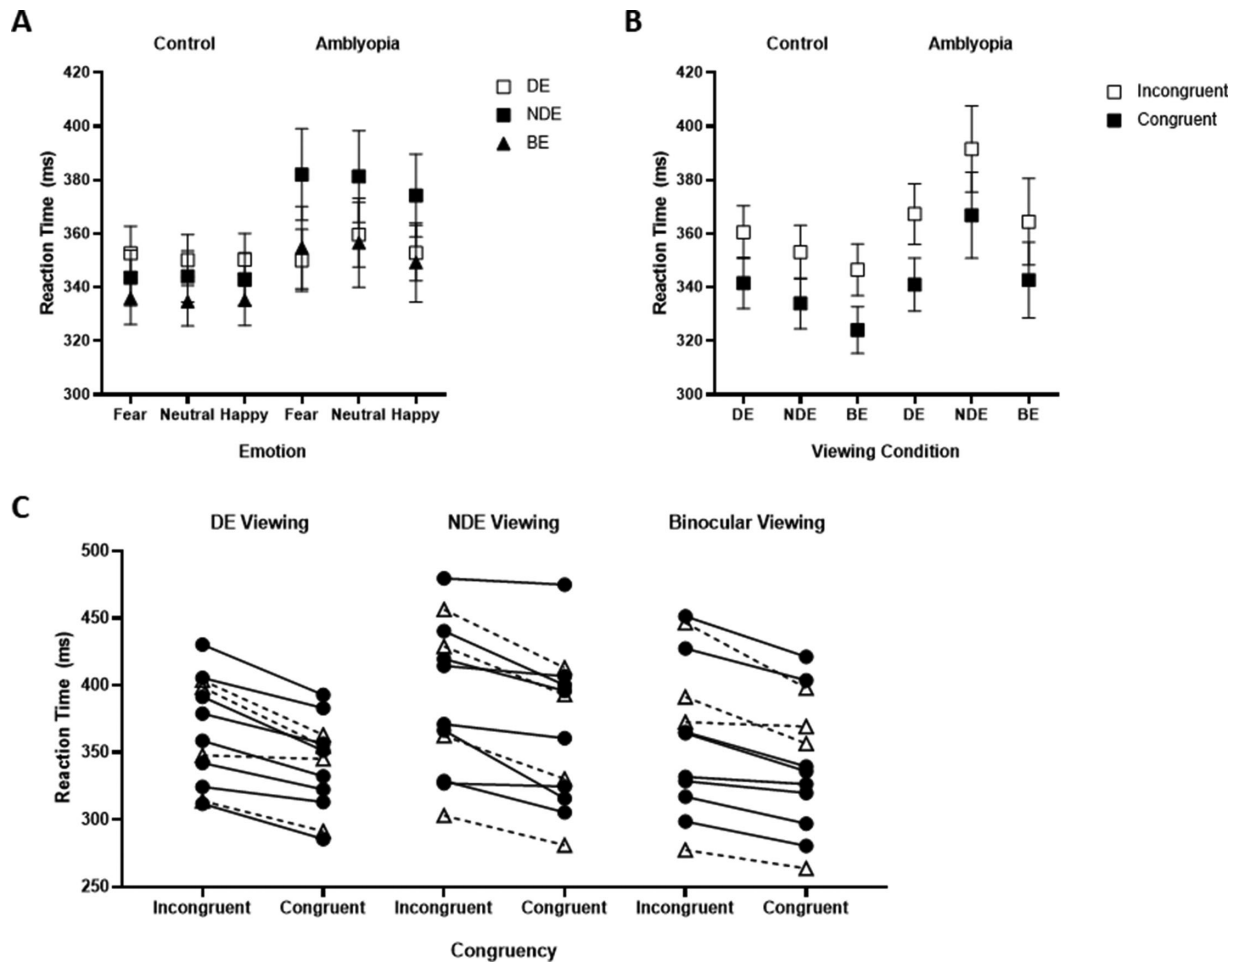 A
Control Amblyopia
420
400
380
360
340
320
300
Reaction Time (ms)
DE
NDE
BE
Fear Neutral Happy Fear Neutral Happy
Emotion
B
Control Amblyopia
420
400
380
360
340
320
300
Reaction Time (ms)
Incongruent
Congruent
DE NDE BE DE NDE BE
Viewing Condition
C
DE Viewing NDE Viewing Binocular Viewing
500
450
400
350
300
250
Reaction Time (ms)
Incongruent Congruent Incongruent Congruent Incongruent Congruent
Congruency